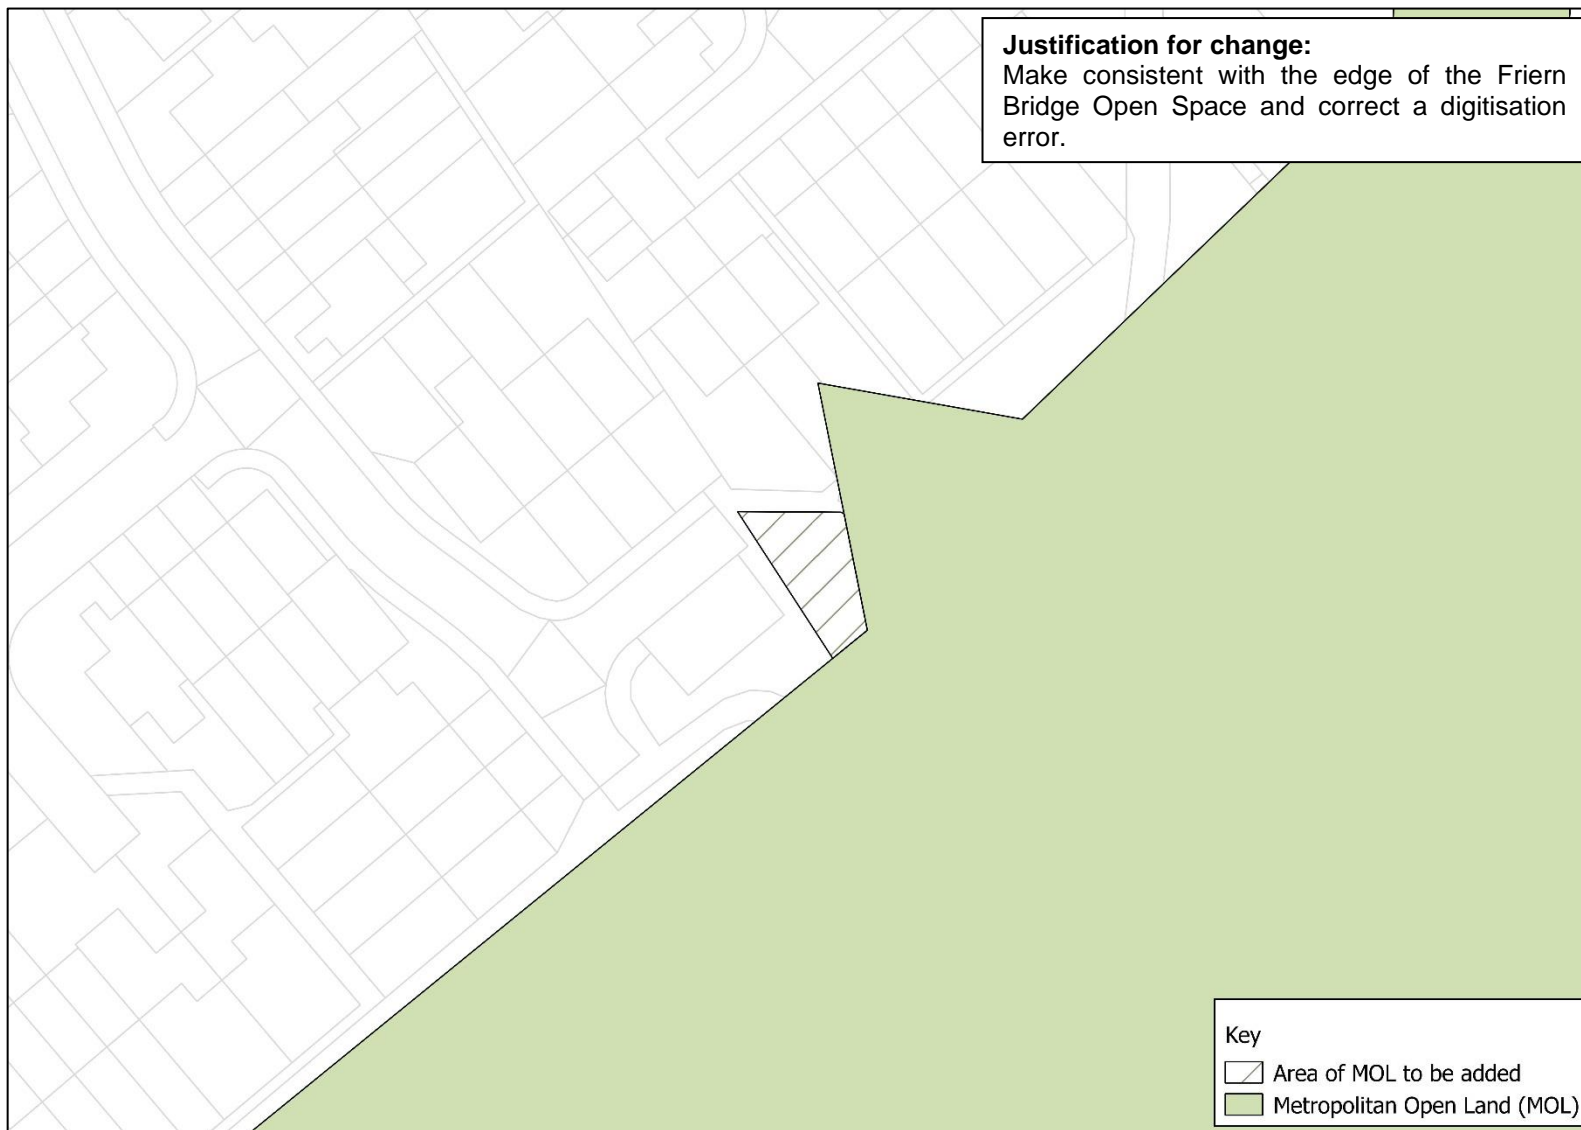 Justification for change:
Make consistent with the edge of the Friern
Bridge Open Space and correct a digitisation
error.
Key
Area of MOL to be added
Metropolitan Open Land (MOL)